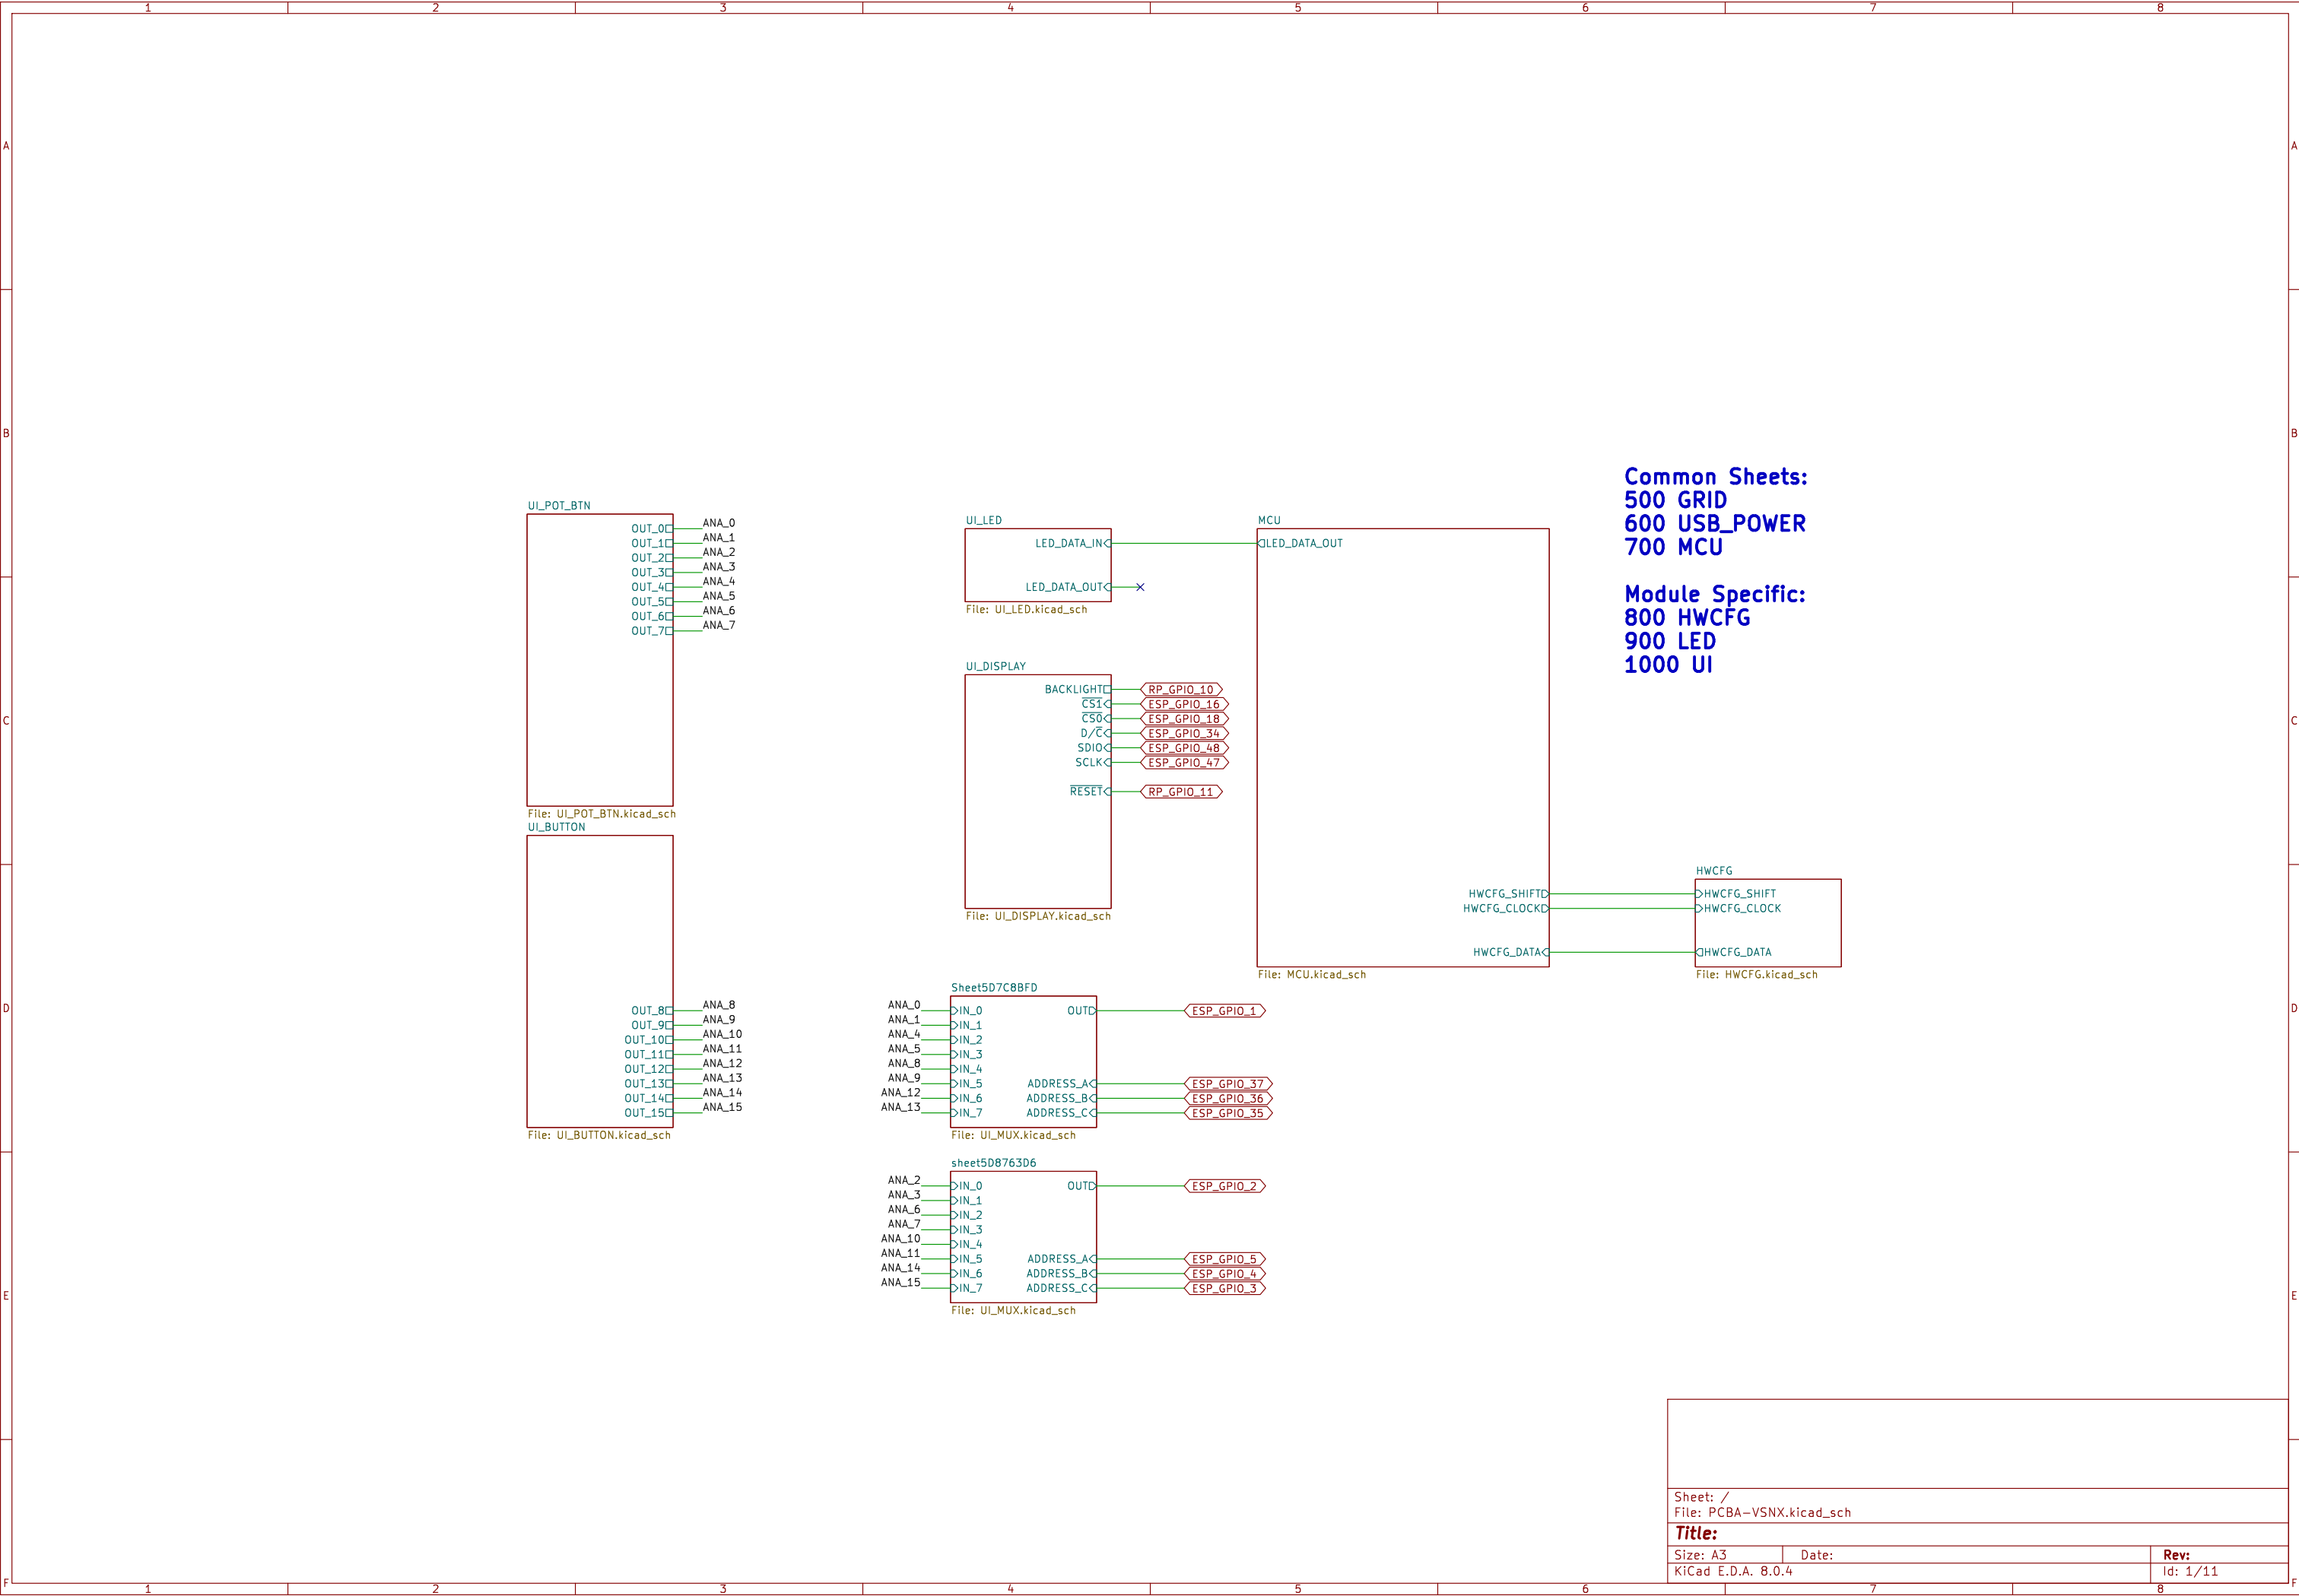 1 2 3 4 5 6 7 8
A A
B B
C C
D D
E E
F F
Common Sheets:
500 GRID
600 USB_POWER
700 MCU
Module Specific:
800 HWCFG
900 LED
1000 UI
UI_POT_BTN
OUT_0 ANA_0
OUT_1 ANA_1
OUT_2 ANA_2
OUT_3 ANA_3
OUT_4 ANA_4
OUT_5 ANA_5
OUT_6 ANA_6
OUT_7 ANA_7
File: UI_POT_BTN.kicad_sch
UI_BUTTON
OUT_8 ANA_8
OUT_9 ANA_9
OUT_10 ANA_10
OUT_11 ANA_11
OUT_12 ANA_12
OUT_13 ANA_13
OUT_14 ANA_14
OUT_15 ANA_15
File: UI_BUTTON.kicad_sch
UI_LED
LED_DATA_IN
LED_DATA_OUT
File: UI_LED.kicad_sch
UI_DISPLAY
BACKLIGHT RP_GPIO_10
CS1 ESP_GPIO_16
CS0 ESP_GPIO_18
D/C ESP_GPIO_34
SDIO ESP_GPIO_48
SCLK ESP_GPIO_47
RESET RP_GPIO_11
File: UI_DISPLAY.kicad_sch
MCU
LED_DATA_OUT
HWCFG_SHIFT
HWCFG_CLOCK
HWCFG_DATA
File: MCU.kicad_sch
HWCFG
HWCFG_SHIFT
HWCFG_CLOCK
HWCFG_DATA
File: HWCFG.kicad_sch
Sheet5D7C8BFD
ANA_0 IN_0 OUT ESP_GPIO_1
ANA_1 IN_1
ANA_4 IN_2
ANA_5 IN_3
ANA_8 IN_4
ANA_9 IN_5 ADDRESS_A ESP_GPIO_37
ANA_12 IN_6 ADDRESS_B ESP_GPIO_36
ANA_13 IN_7 ADDRESS_C ESP_GPIO_35
File: UI_MUX.kicad_sch
sheet5D8763D6
ANA_2 IN_0 OUT ESP_GPIO_2
ANA_3 IN_1
ANA_6 IN_2
ANA_7 IN_3
ANA_10 IN_4
ANA_11 IN_5 ADDRESS_A ESP_GPIO_5
ANA_14 IN_6 ADDRESS_B ESP_GPIO_4
ANA_15 IN_7 ADDRESS_C ESP_GPIO_3
File: UI_MUX.kicad_sch
Sheet: /
File: PCBA-VSNX.kicad_sch
Title:
Size: A3 Date: Rev:
KiCad E.D.A. 8.0.4 Id: 1/11
1 2 3 4 5 6 7 8